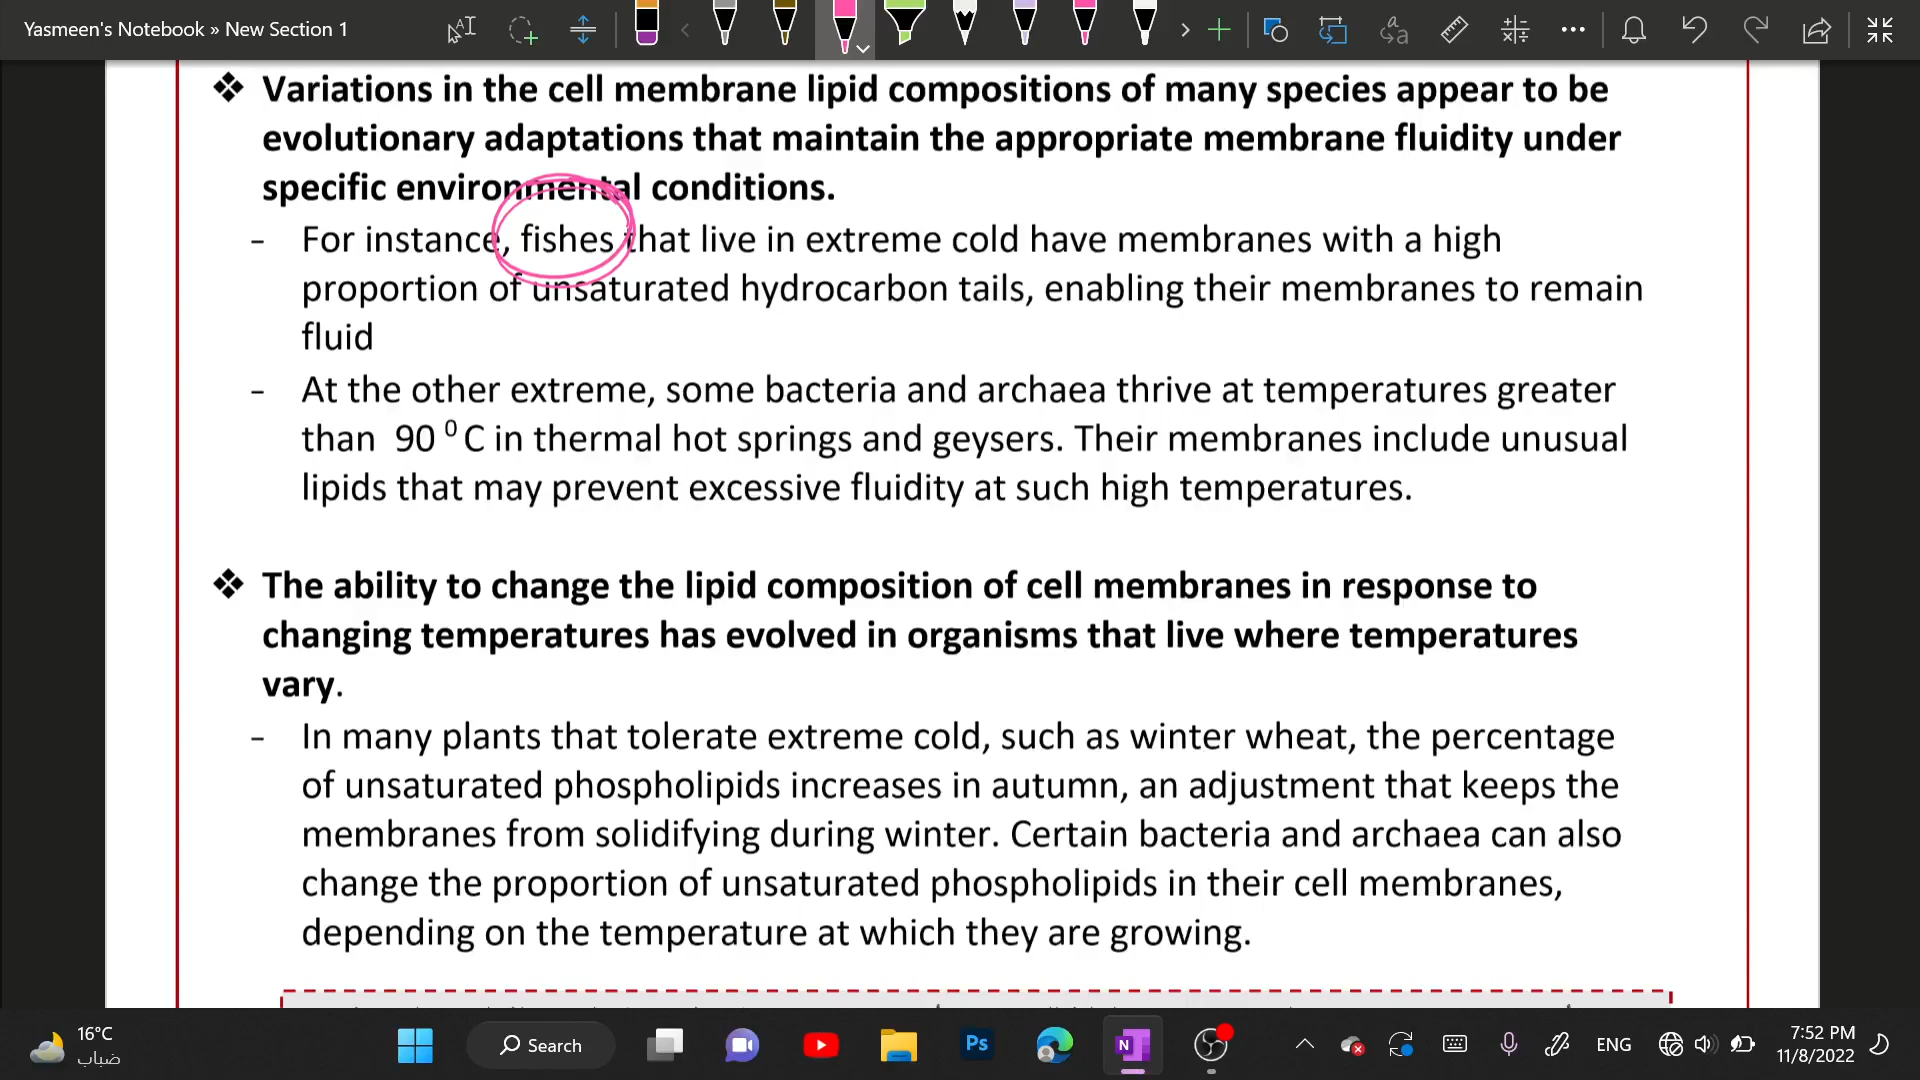 Yasmeen's Notebook » New Section 1
❖ Variations in the cell membrane lipid compositions of many species appear to be
evolutionary adaptations that maintain the appropriate membrane fluidity under
specific environmental conditions.
- For instance, fishes that live in extreme cold have membranes with a high
proportion of unsaturated hydrocarbon tails, enabling their membranes to remain
fluid
- At the other extreme, some bacteria and archaea thrive at temperatures greater
than 90 ⁰ C in thermal hot springs and geysers. Their membranes include unusual
lipids that may prevent excessive fluidity at such high temperatures.
❖ The ability to change the lipid composition of cell membranes in response to
changing temperatures has evolved in organisms that live where temperatures
vary.
- In many plants that tolerate extreme cold, such as winter wheat, the percentage
of unsaturated phospholipids increases in autumn, an adjustment that keeps the
membranes from solidifying during winter. Certain bacteria and archaea can also
change the proportion of unsaturated phospholipids in their cell membranes,
depending on the temperature at which they are growing.
16°C
ضباب
Search
Ps
N
ENG
7:52 PM
11/8/2022